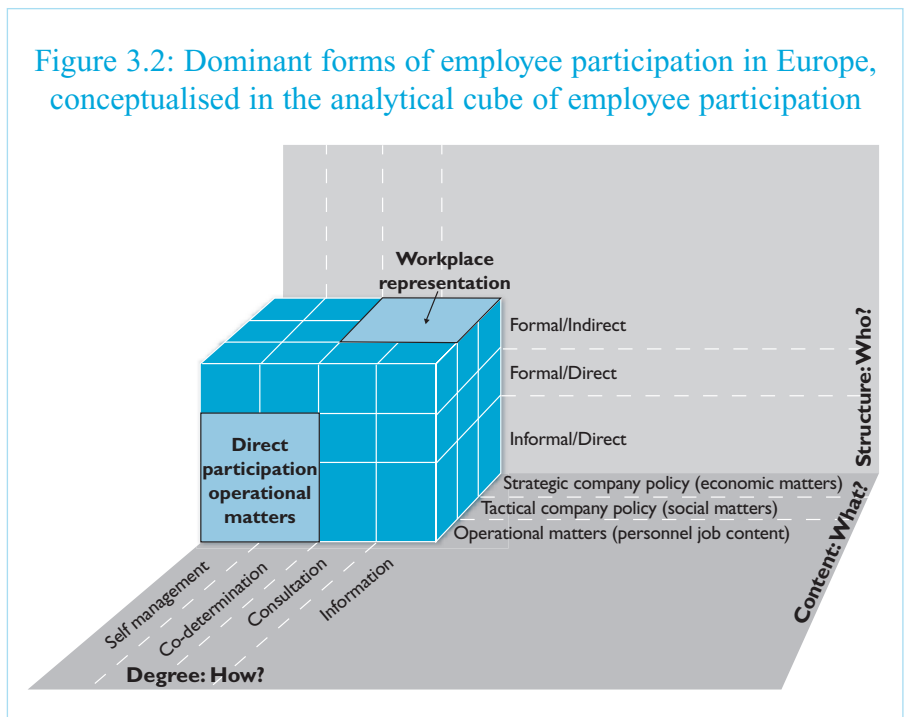 Figure 3.2: Dominant forms of employee participation in Europe,
conceptualised in the analytical cube of employee participation
Workplace
representation
Formal/Indirect
Formal/Direct
Informal/Direct
Structure: Who?
Direct
participation
operational
matters
Strategic company policy (economic matters)
Tactical company policy (social matters)
Operational matters (personnel job content)
Content: What?
Self management
Co-determination
Consultation
Information
Degree: How?